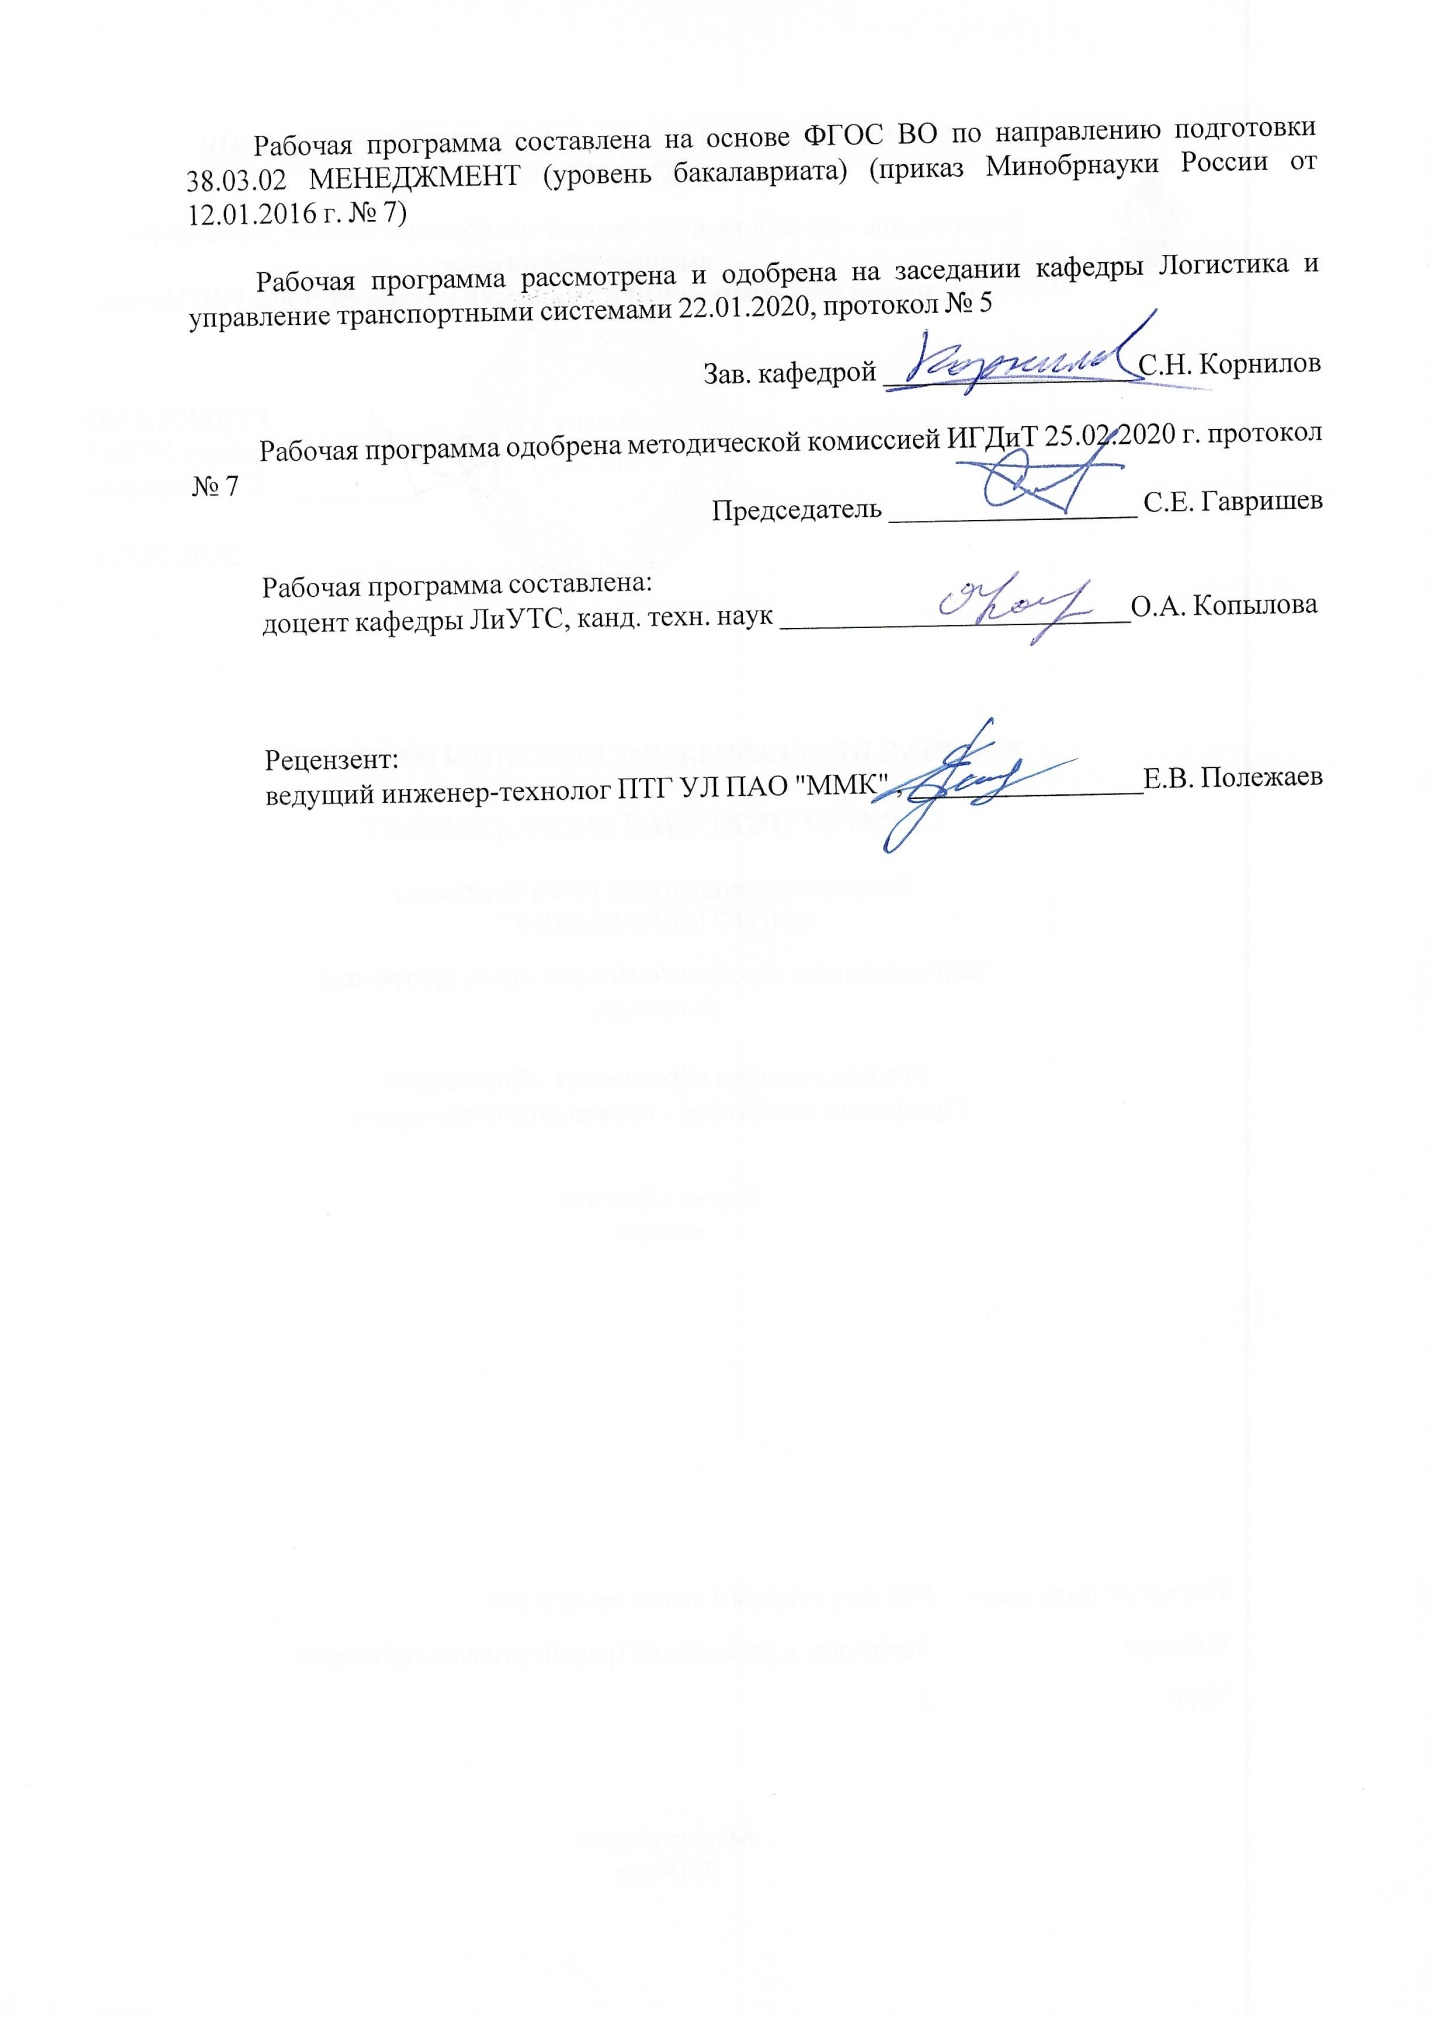 Рабочая программа составлена на основе ФГОС ВО по направлению подготовки
38.03.02 МЕНЕДЖМЕНТ (уровень бакалавриата) (приказ Минобрнауки России от
12.01.2016 г. № 7)
Рабочая программа рассмотрена и одобрена на заседании кафедры Логистика и
управление транспортными системами 22.01.2020, протокол № 5
Зав. кафедрой __________________С.Н. Корнилов
Рабочая программа одобрена методической комиссией ИГДиТ 25.02.2020 г. протокол
№ 7
Председатель __________________ С.Е. Гавришев
Рабочая программа составлена:
доцент кафедры ЛиУТС, канд. техн. наук _________________________О.А. Копылова
Рецензент:
ведущий инженер-технолог ПТГ УЛ ПАО "ММК" , _________________Е.В. Полежаев